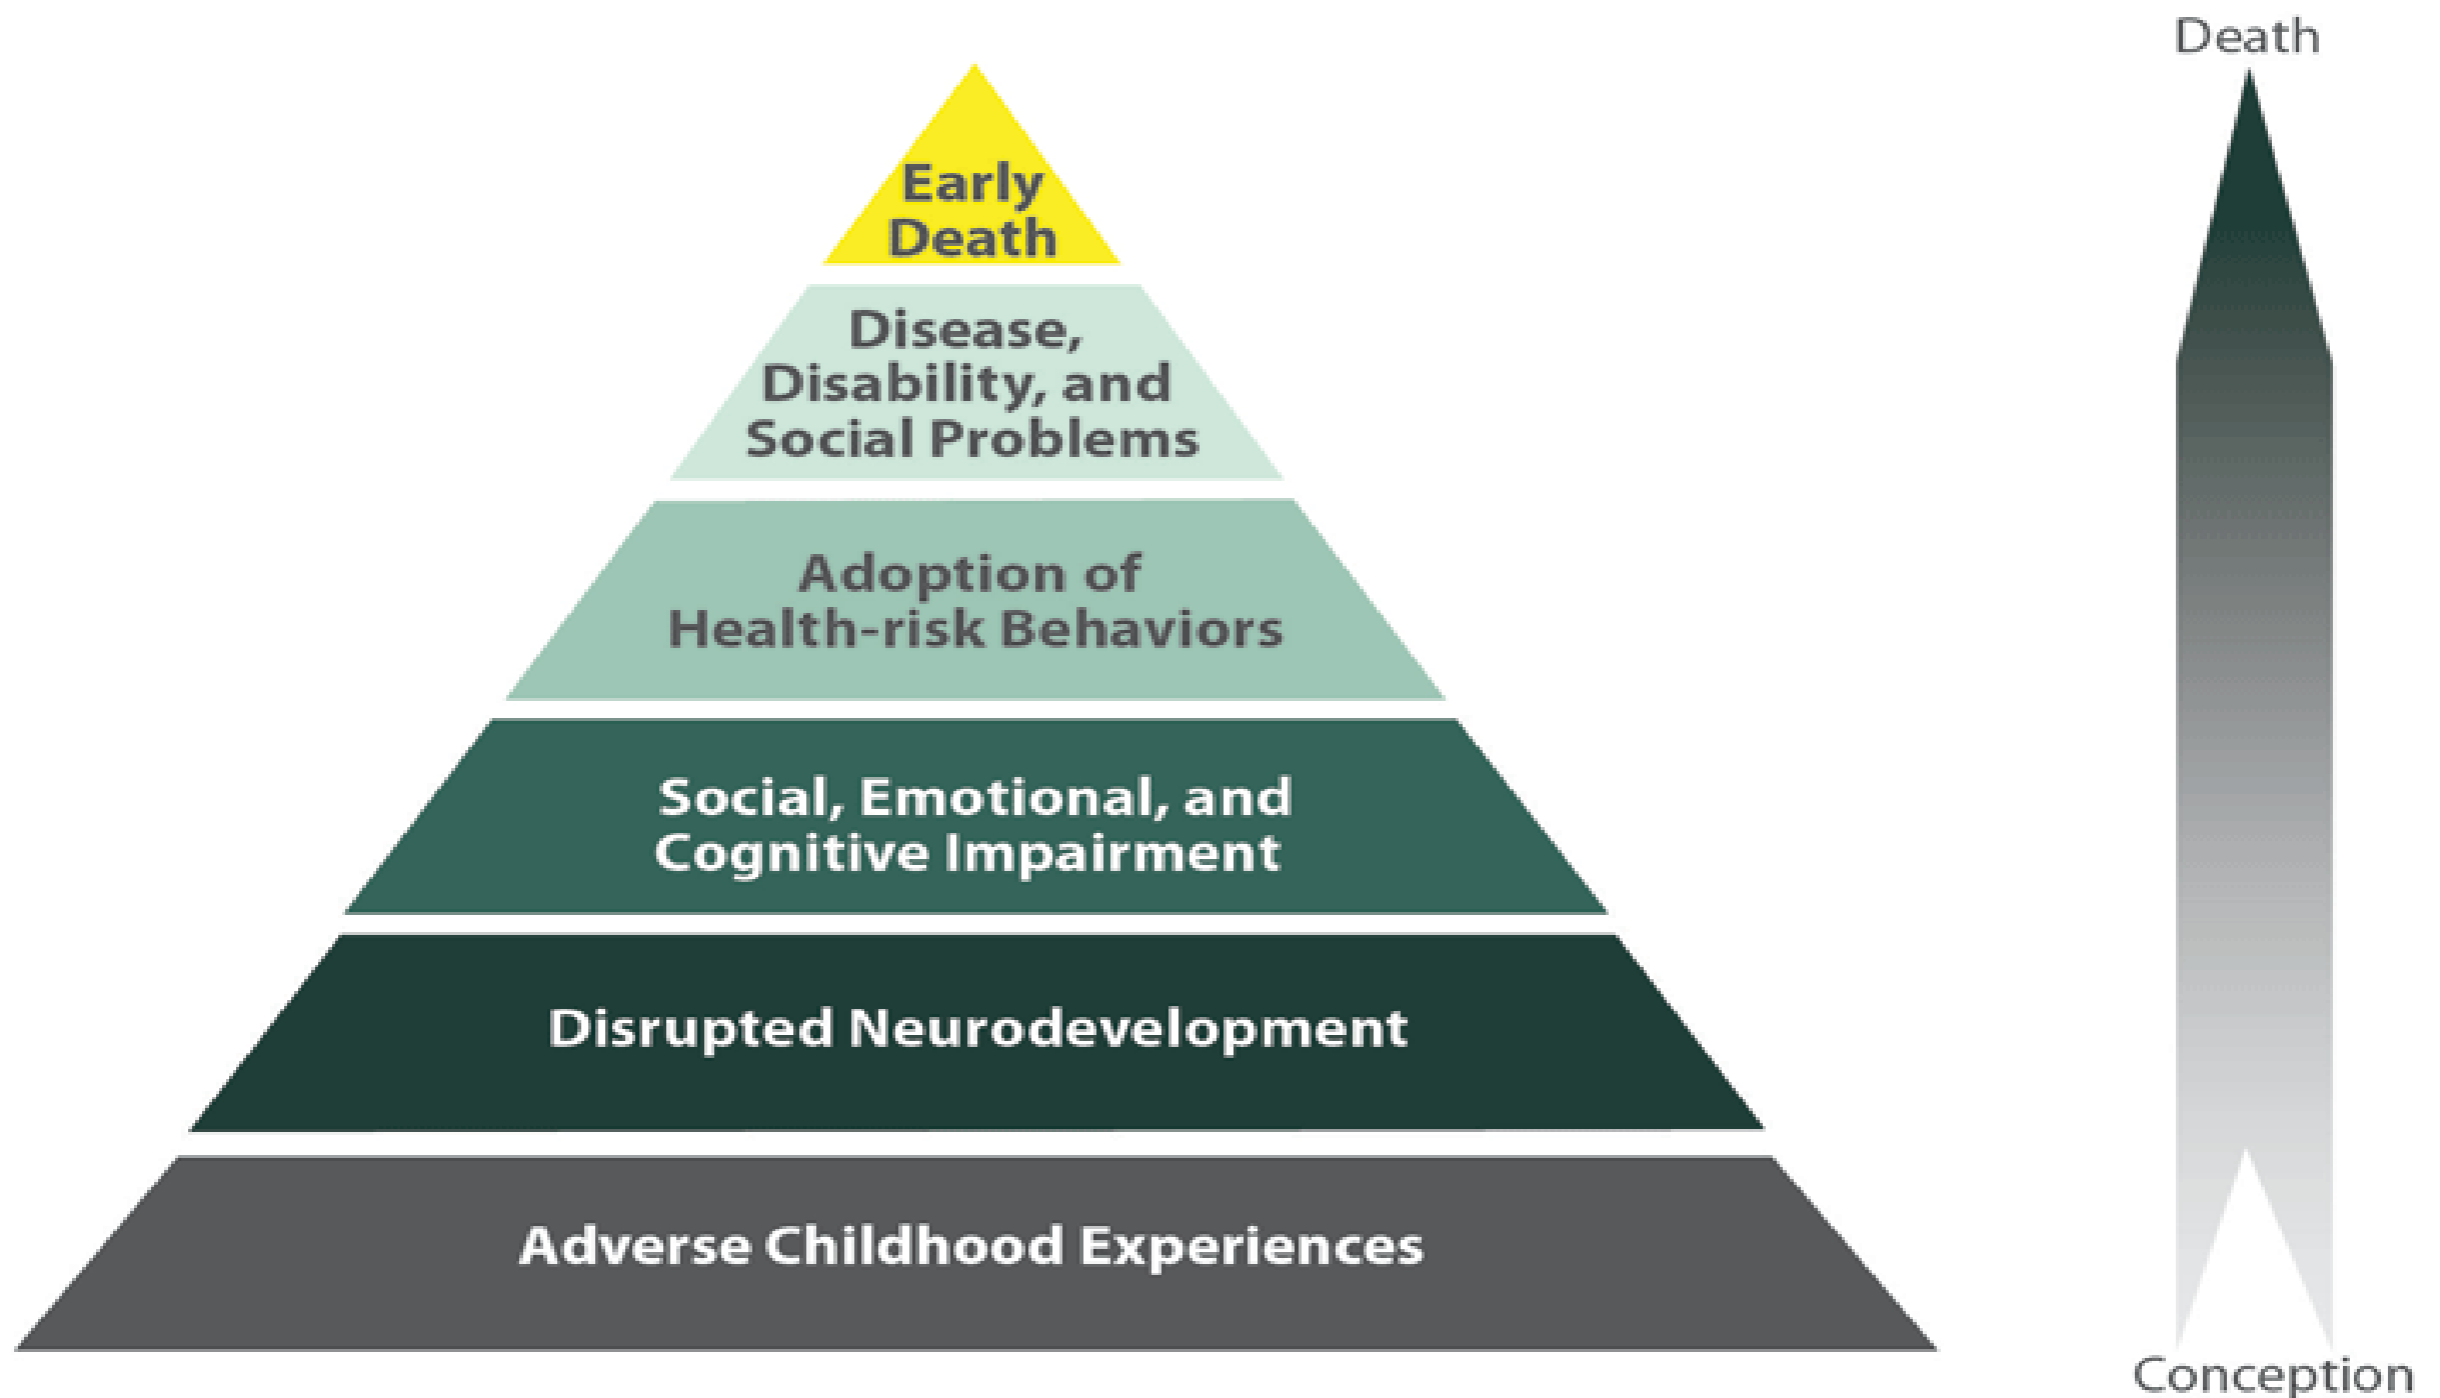 Death
Early
Death
Disease,
Disability, and
Social Problems
Adoption of
Health-risk Behaviors
Social, Emotional, and
Cognitive Impairment
Disrupted Neurodevelopment
Adverse Childhood Experiences
Conception